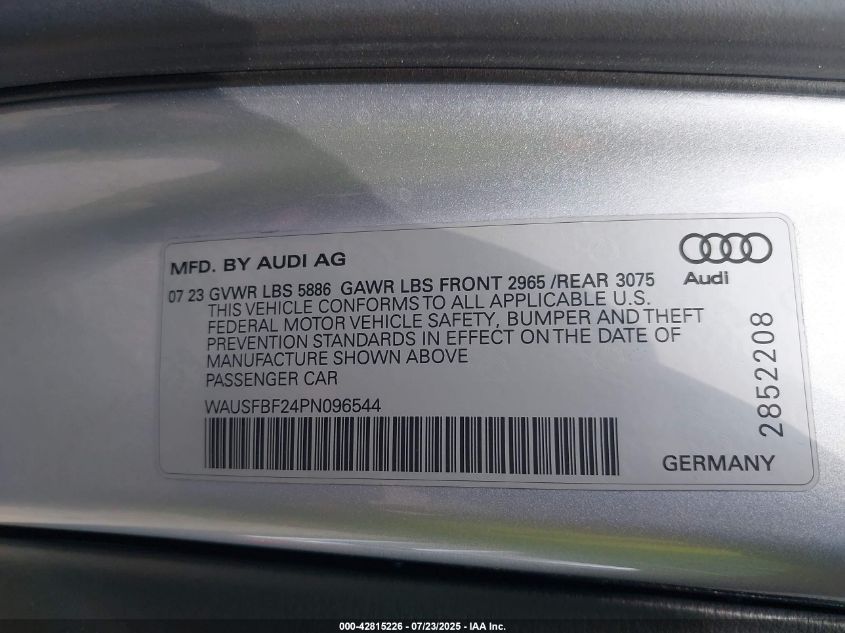 MFD. BY AUDI AG
Audi
07 23 GVWR LBS 5886 GAWR LBS FRONT 2965 /REAR 3075
THIS VEHICLE CONFORMS TO ALL APPLICABLE U.S.
FEDERAL MOTOR VEHICLE SAFETY, BUMPER AND THEFT
PREVENTION STANDARDS IN EFFECT ON THE DATE OF
MANUFACTURE SHOWN ABOVE
PASSENGER CAR
WAUSFBF24PN096544
2852208
GERMANY
000-42815226 - 07/23/2025 - IAA Inc.